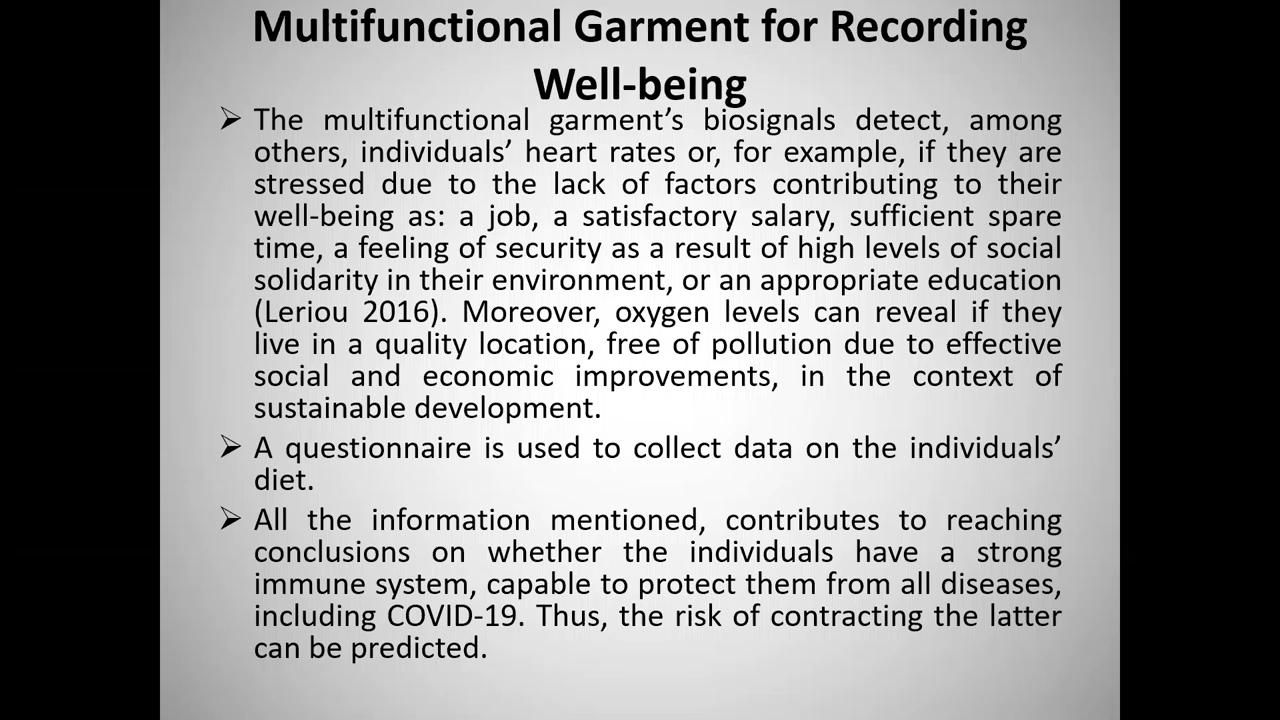 Multifunctional Garment for Recording
Well-being
➢ The multifunctional garment’s biosignals detect, among
others, individuals’ heart rates or, for example, if they are
stressed due to the lack of factors contributing to their
well-being as: a job, a satisfactory salary, sufficient spare
time, a feeling of security as a result of high levels of social
solidarity in their environment, or an appropriate education
(Leriou 2016). Moreover, oxygen levels can reveal if they
live in a quality location, free of pollution due to effective
social and economic improvements, in the context of
sustainable development.
➢ A questionnaire is used to collect data on the individuals’
diet.
➢ All the information mentioned, contributes to reaching
conclusions on whether the individuals have a strong
immune system, capable to protect them from all diseases,
including COVID-19. Thus, the risk of contracting the latter
can be predicted.